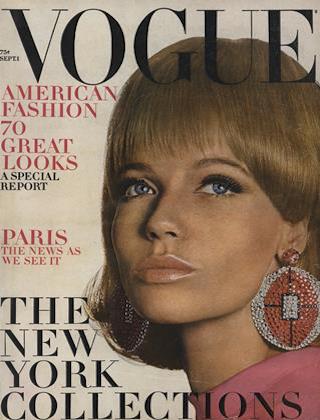 VOGUE
75¢
SEPT.1
AMERICAN
FASHION
70
GREAT
LOOKS
A SPECIAL
REPORT
PARIS
THE NEWS AS
WE SEE IT
THE
NEW
YORK
COLLECTIONS